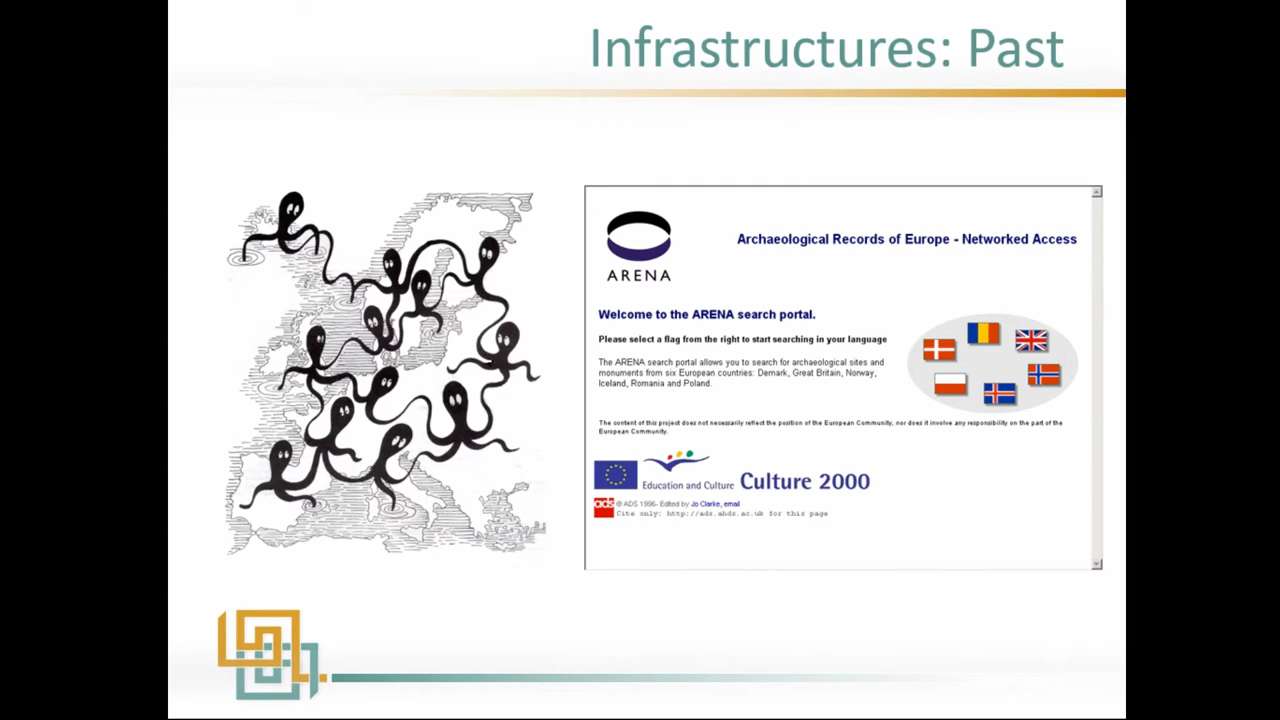 Infrastructures: Past
ARENA
Archaeological Records of Europe - Networked Access
Welcome to the ARENA search portal.
Please select a flag from the right to start searching in your language
The ARENA search portal allows you to search for archaeological sites and
monuments from six European countries: Demark, Great Britain, Norway,
Iceland, Romania and Poland.
The content of this project does not necessarily reflect the position of the European Community, nor does it involve any responsibility on the part of the
European Community.
Education and Culture Culture 2000
ads © ADS 1996- Edited by Jo Clarke, email
Cite only: http://ads.ahds.ac.uk for this page